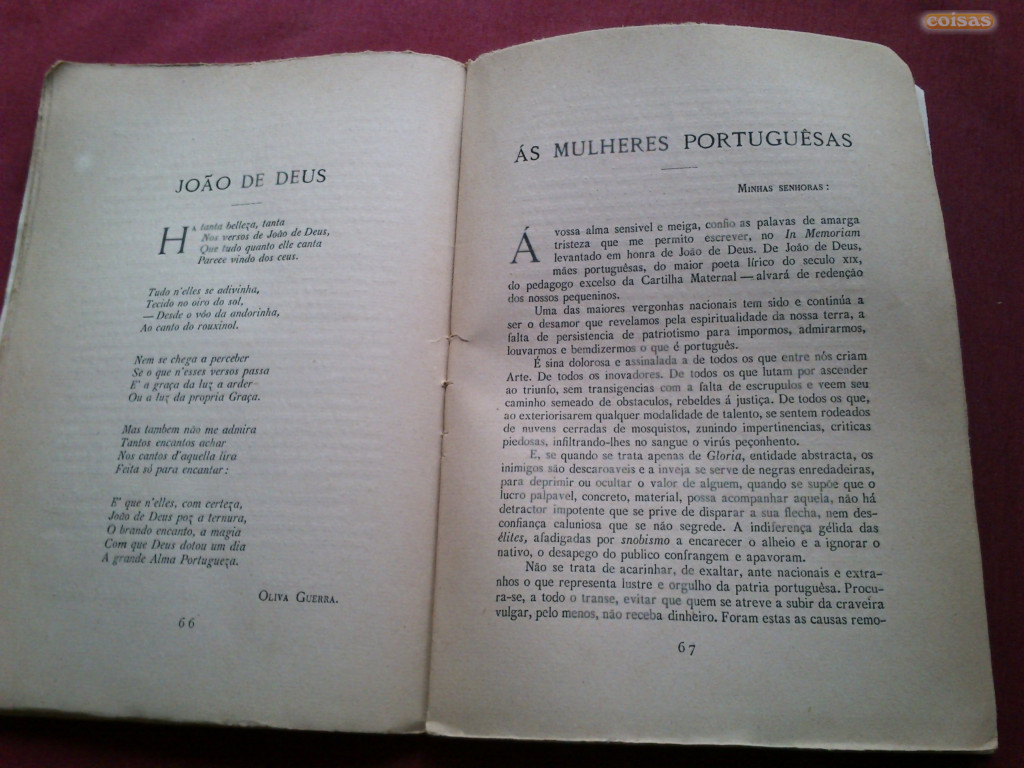 coisas
JOÃO DE DEUS
Ha tanta belleza, tanta
Nos versos de João de Deus,
Que tudo quanto elle canta
Parece vindo dos ceus.
Tudo n'elles se adivinha,
Tecido no oiro do sol,
—Desde o vôo da andorinha,
Ao canto do rouxinol.
Nem se chega a perceber
Se o que n'esses versos passa
E' a graça da luz a arder
Ou a luz da propria Graça.
Mas tambem não me admira
Tantos encantos achar
Nos cantos d'aquella lira
Feita só para encantar:
E' que n'elles, com certeza,
João de Deus poz a ternura,
O brando encanto, a magia
Com que Deus dotou um dia
A grande Alma Portugueza.
OLIVA GUERRA.
66
ÁS MULHERES PORTUGUÊSAS
MINHAS SENHORAS:
Á vossa alma sensivel e meiga, confio as palavas de amarga
tristeza que me permito escrever, no In Memoriam
levantado em honra de João de Deus. De João de Deus,
mães portuguêsas, do maior poeta lírico do seculo XIX,
do pedagogo excelso da Cartilha Maternal—alvará de redenção
dos nossos pequeninos.
Uma das maiores vergonhas nacionais tem sido e continúa a
ser o desamor que revelamos pela espiritualidade da nossa terra, a
falta de persistencia de patriotismo para impormos, admirarmos,
louvarmos e bemdizermos o que é português.
É sina dolorosa e assinalada a de todos os que entre nós criam
Arte. De todos os inovadores. De todos os que lutam por ascender
ao triunfo, sem transigencias com a falta de escrupulos e veem seu
caminho semeado de obstaculos, rebeldes á justiça. De todos os que,
ao exteriorisarem qualquer modalidade de talento, se sentem rodeados
de nuvens cerradas de mosquistos, zunindo impertinencias, criticas
piedosas, infiltrando-lhes no sangue o virús peçonhento.
E, se quando se trata apenas de Gloria, entidade abstracta, os
inimigos são descaroaveis e a inveja se serve de negras enredadeiras,
para deprimir ou ocultar o valor de alguem, quando se supõe que o
lucro palpavel, concreto, material, possa acompanhar aquela, não há
detractor impotente que se prive de disparar a sua flecha, nem des-
confiança caluniosa que se não segrede. A indiferença gélida das
élites, afadigadas por snobismo a encarecer o alheio e a ignorar o
nativo, o desapego do publico confrangem e apavoram.
Não se trata de acarinhar, de exaltar, ante nacionais e extra-
nhos o que representa lustre e orgulho da patria portuguêsa. Procu-
ra-se, a todo o transe, evitar que quem se atreve a subir da craveira
vulgar, pelo menos, não receba dinheiro. Foram estas as causas remo-
67